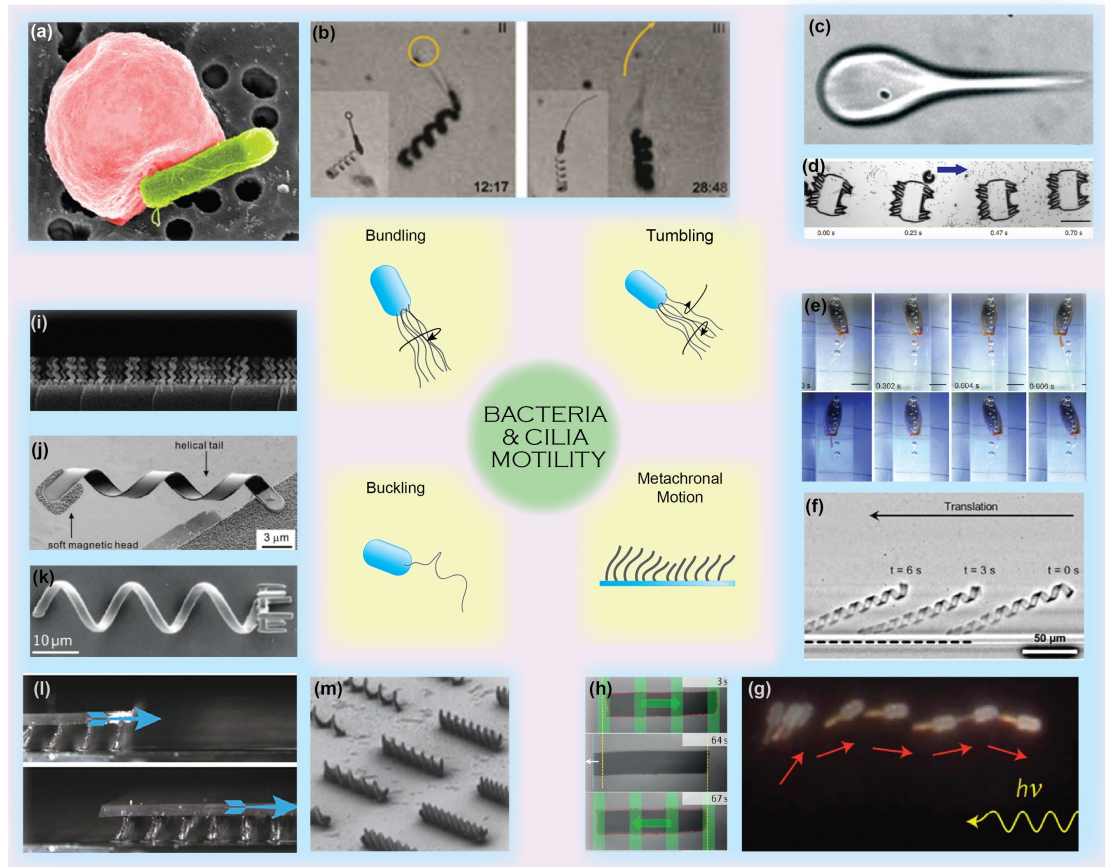 (a)
(b)
II
12:17
III
28:48
(c)
(d)
0.00 s
0.23 s
0.47 s
0.70 s
Bundling
Tumbling
BACTERIA
& CILIA
MOTILITY
Buckling
Metachronal
Motion
(i)
(j)
helical tail
soft magnetic head
3 μm
(k)
10 μm
(e)
0.302 s
0.604 s
0.906 s
(f)
Translation
t = 6 s
t = 3 s
t = 0 s
50 μm
(l)
(m)
(h)
3 s
64 s
67 s
(g)
hν